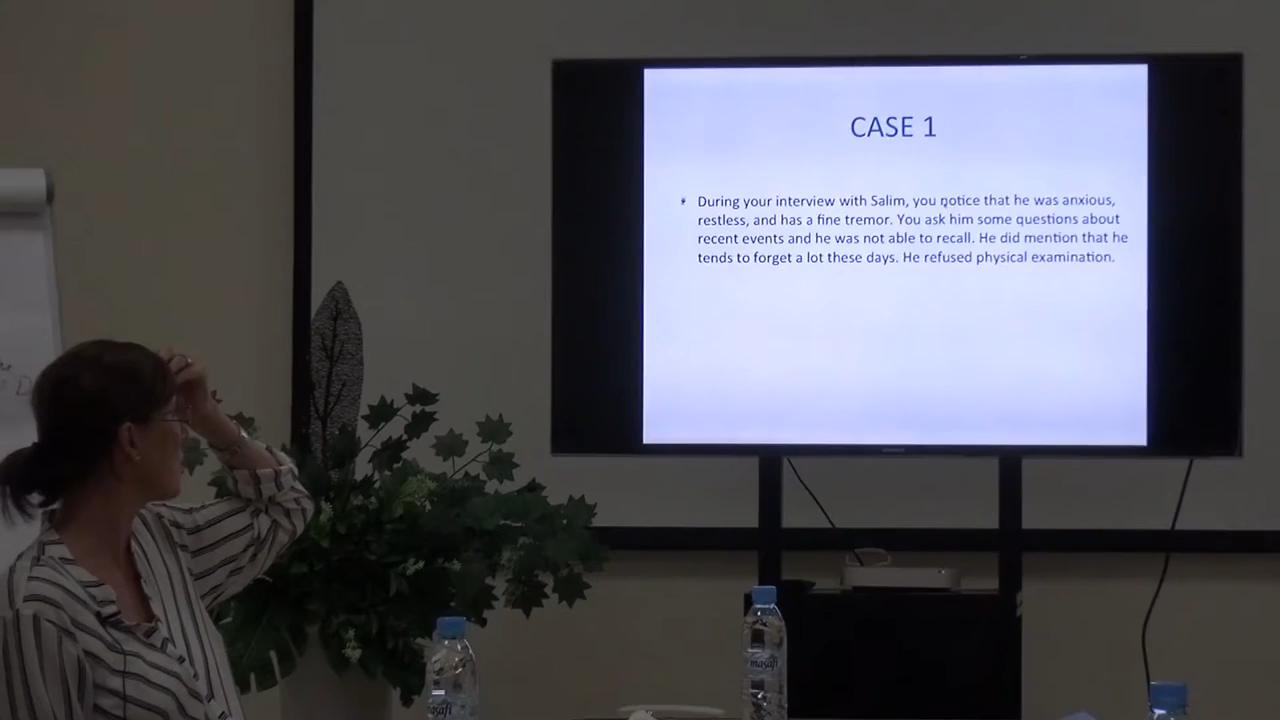 CASE 1
During your interview with Salim, you notice that he was anxious,
restless, and has a fine tremor. You ask him some questions about
recent events and he was not able to recall. He did mention that he
tends to forget a lot these days. He refused physical examination.
masafi